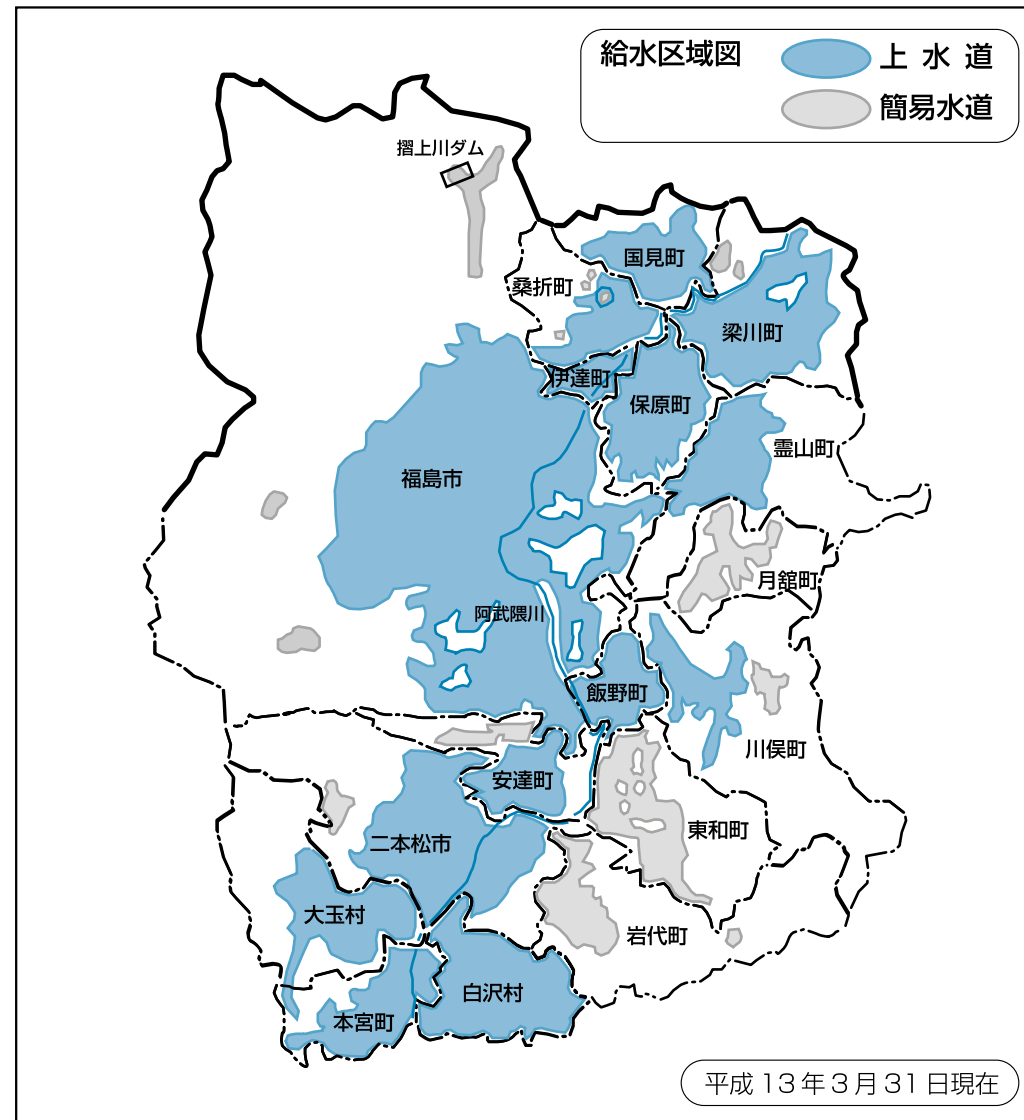 給水区域図
上水道
簡易水道
摺上川ダム
国見町
桑折町
梁川町
伊達町
保原町
霊山町
福島市
月舘町
阿武隈川
飯野町
川俣町
安達町
東和町
二本松市
大玉村
岩代町
白沢村
本宮町
平成13年3月31日現在